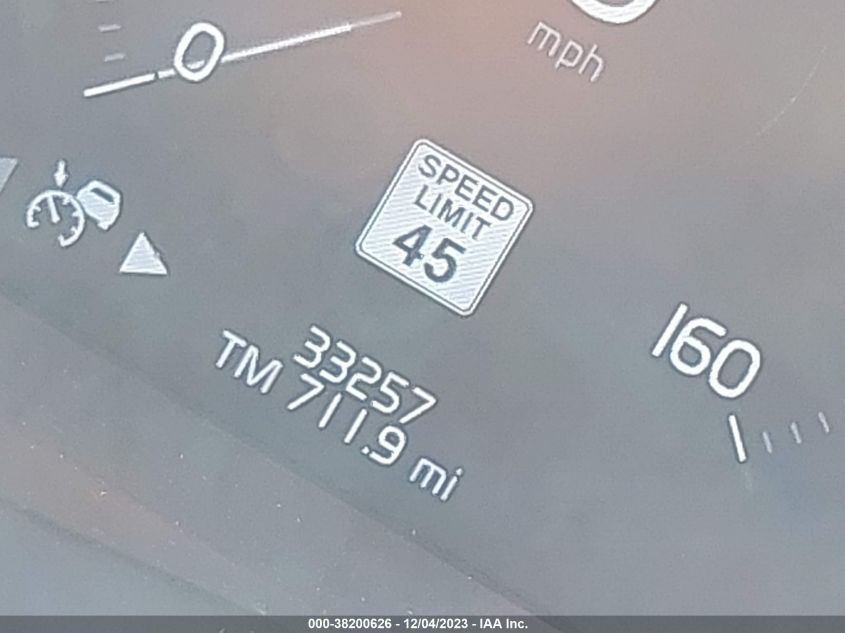 0
mph
SPEED
LIMIT
45
160
33257
TM 711.9 mi
000-38200626 - 12/04/2023 - IAA Inc.